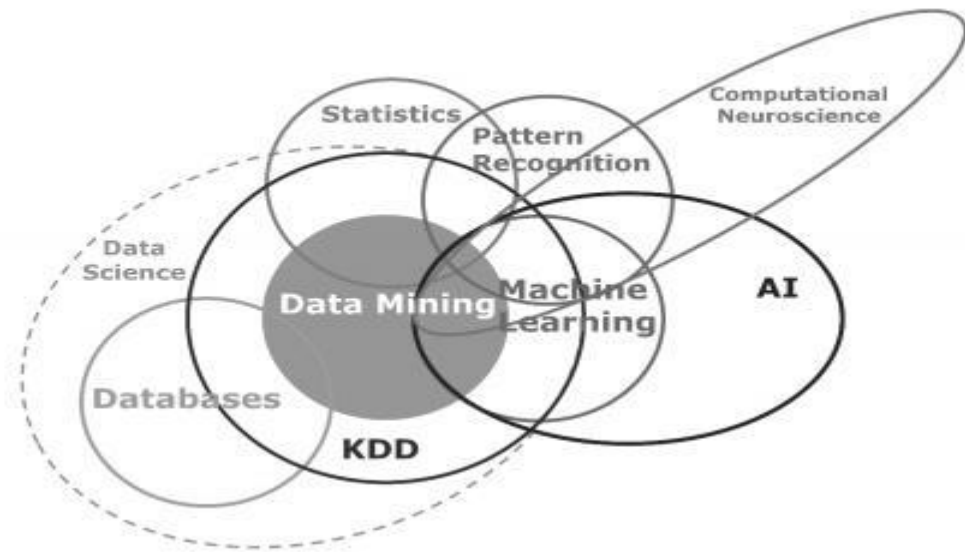 Computational
Neuroscience
Statistics
Pattern
Recognition
Data
Science
Data Mining
Machine
Learning
AI
Databases
KDD